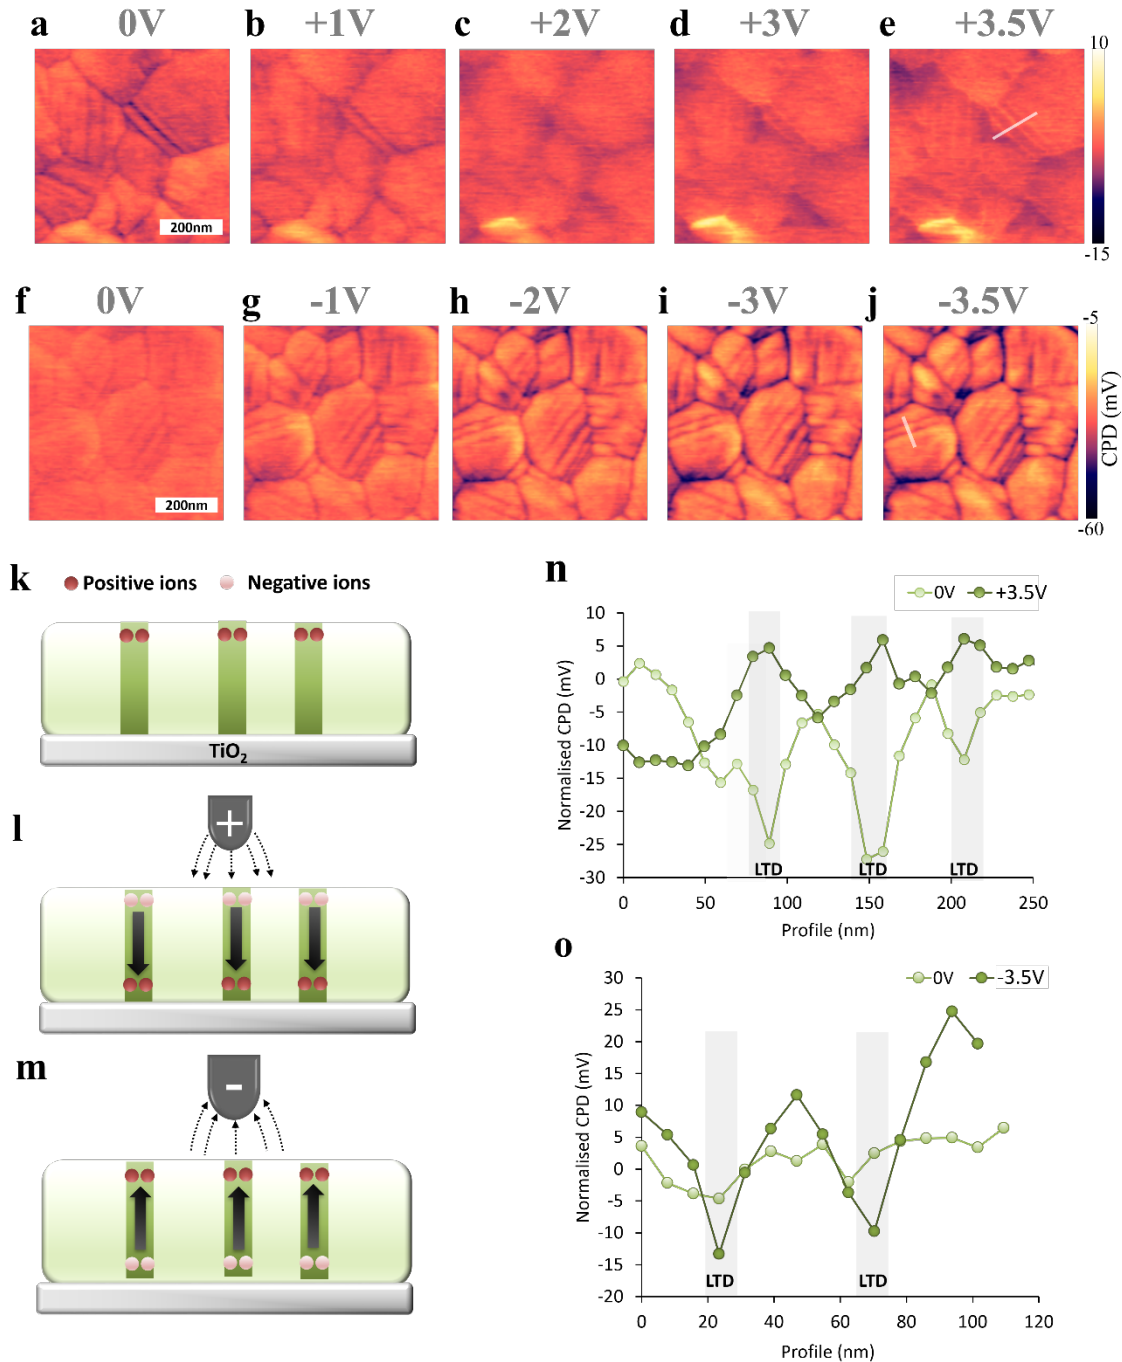 a 0V b +1V c +2V d +3V e +3.5V
10
200nm
-15
f 0V g -1V h -2V i -3V j -3.5V
-5
CPD (mV)
200nm
-60
k Positive ions Negative ions
TiO₂
l
+
m
-
n
0V +3.5V
10
5
0
-5
-10
-15
-20
-25
-30
Normalised CPD (mV)
LTD LTD LTD
0 50 100 150 200 250
Profile (nm)
o
0V -3.5V
30
25
20
15
10
5
0
-5
-10
-15
-20
Normalised CPD (mV)
LTD LTD
0 20 40 60 80 100 120
Profile (nm)